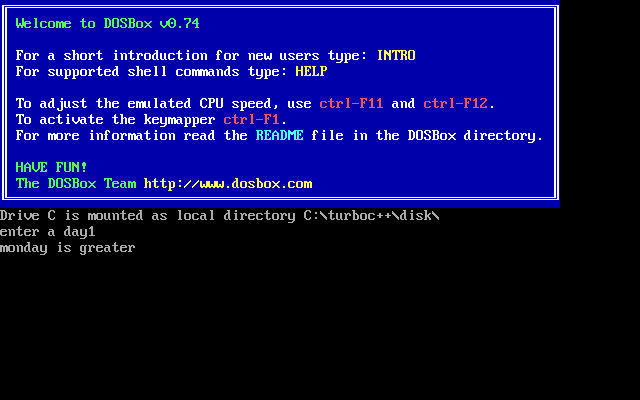 Welcome to DOSBox v0.74
For a short introduction for new users type: INTRO
For supported shell commands type: HELP
To adjust the emulated CPU speed, use ctrl-F11 and ctrl-F12.
To activate the keymapper ctrl-F1.
For more information read the README file in the DOSBox directory.
HAVE FUN!
The DOSBox Team http://www.dosbox.com
Drive C is mounted as local directory C:\turboc++\disk\
enter a day1
monday is greater